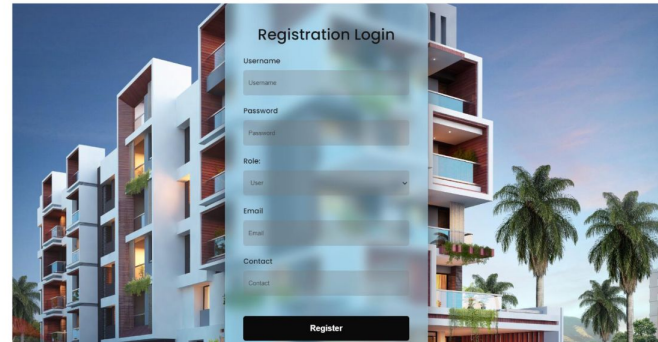 Registration Login
Username
Username
Password
Password
Role:
User
Email
Email
Contact
Contact
Register